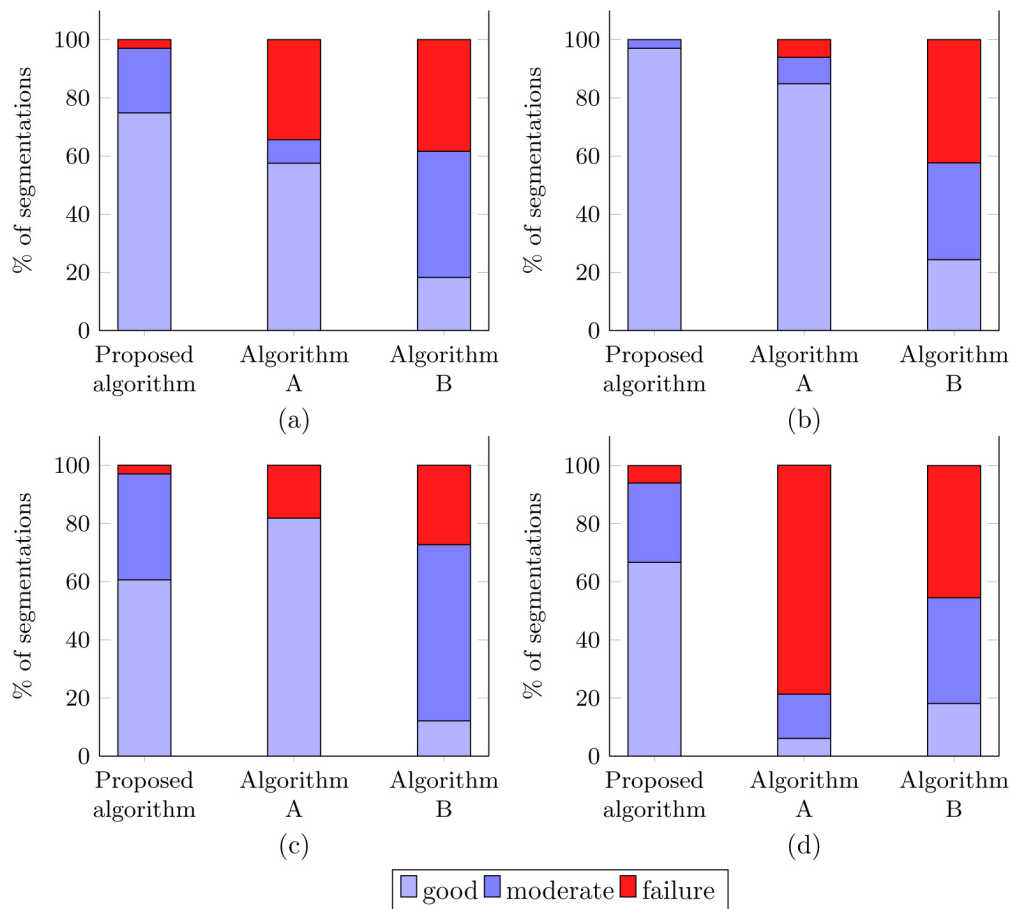 % of segmentations
100
80
60
40
20
0
Proposed
algorithm
Algorithm
A
Algorithm
B
(a)
% of segmentations
100
80
60
40
20
0
Proposed
algorithm
Algorithm
A
Algorithm
B
(b)
% of segmentations
100
80
60
40
20
0
Proposed
algorithm
Algorithm
A
Algorithm
B
(c)
% of segmentations
100
80
60
40
20
0
Proposed
algorithm
Algorithm
A
Algorithm
B
(d)
good moderate failure